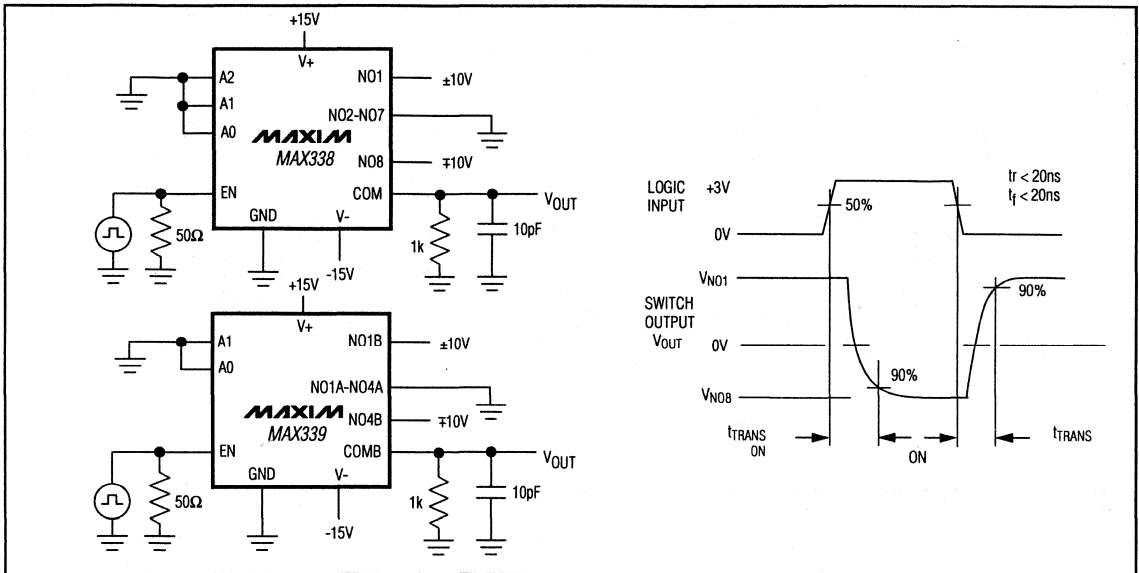 +15V
V+
A2
A1
A0
EN
GND
V-
NO1
NO2-NO7
NO8
COM
MAXIM
MAX338
±10V
∓10V
VOUT
50Ω
1k
10pF
-15V
+15V
V+
A1
A0
EN
GND
V-
NO1B
NO1A-NO4A
NO4B
COMB
MAXIM
MAX339
±10V
∓10V
VOUT
50Ω
1k
10pF
-15V
LOGIC INPUT
+3V
0V
50%
tr < 20ns
tf < 20ns
VNO1
SWITCH OUTPUT VOUT
0V
VNO8
90%
90%
tTRANS ON
ON
tTRANS